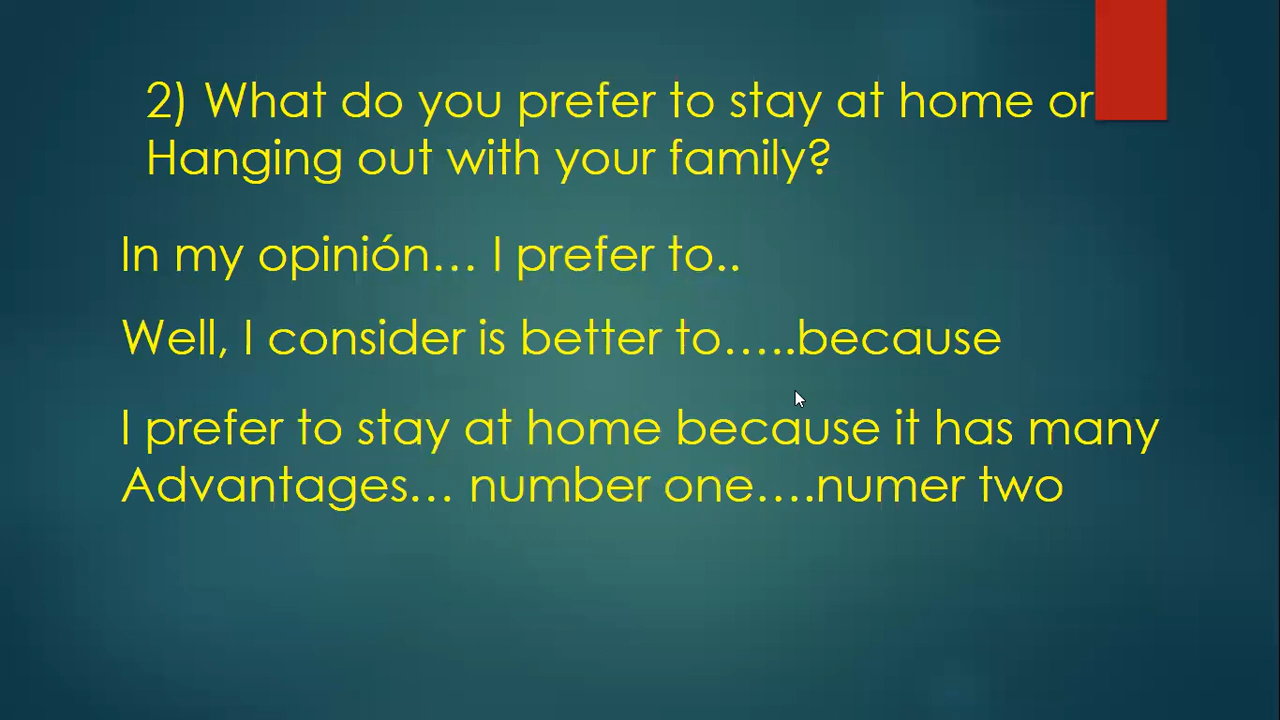 2) What do you prefer to stay at home or
Hanging out with your family?
In my opinión... I prefer to..
Well, I consider is better to.....because
I prefer to stay at home because it has many
Advantages... number one....numer two